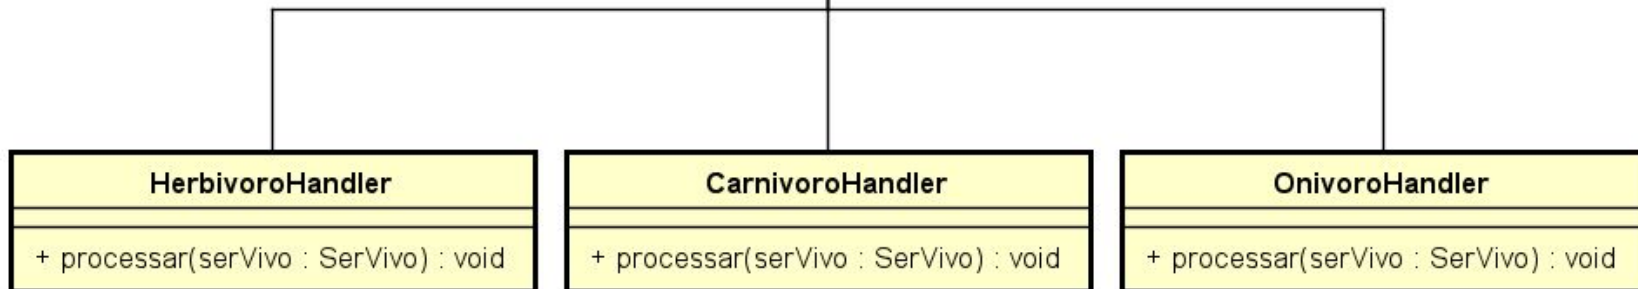 HerbivoroHandler
+ processar(serVivo : SerVivo) : void
CarnivoroHandler
+ processar(serVivo : SerVivo) : void
OnivoroHandler
+ processar(serVivo : SerVivo) : void